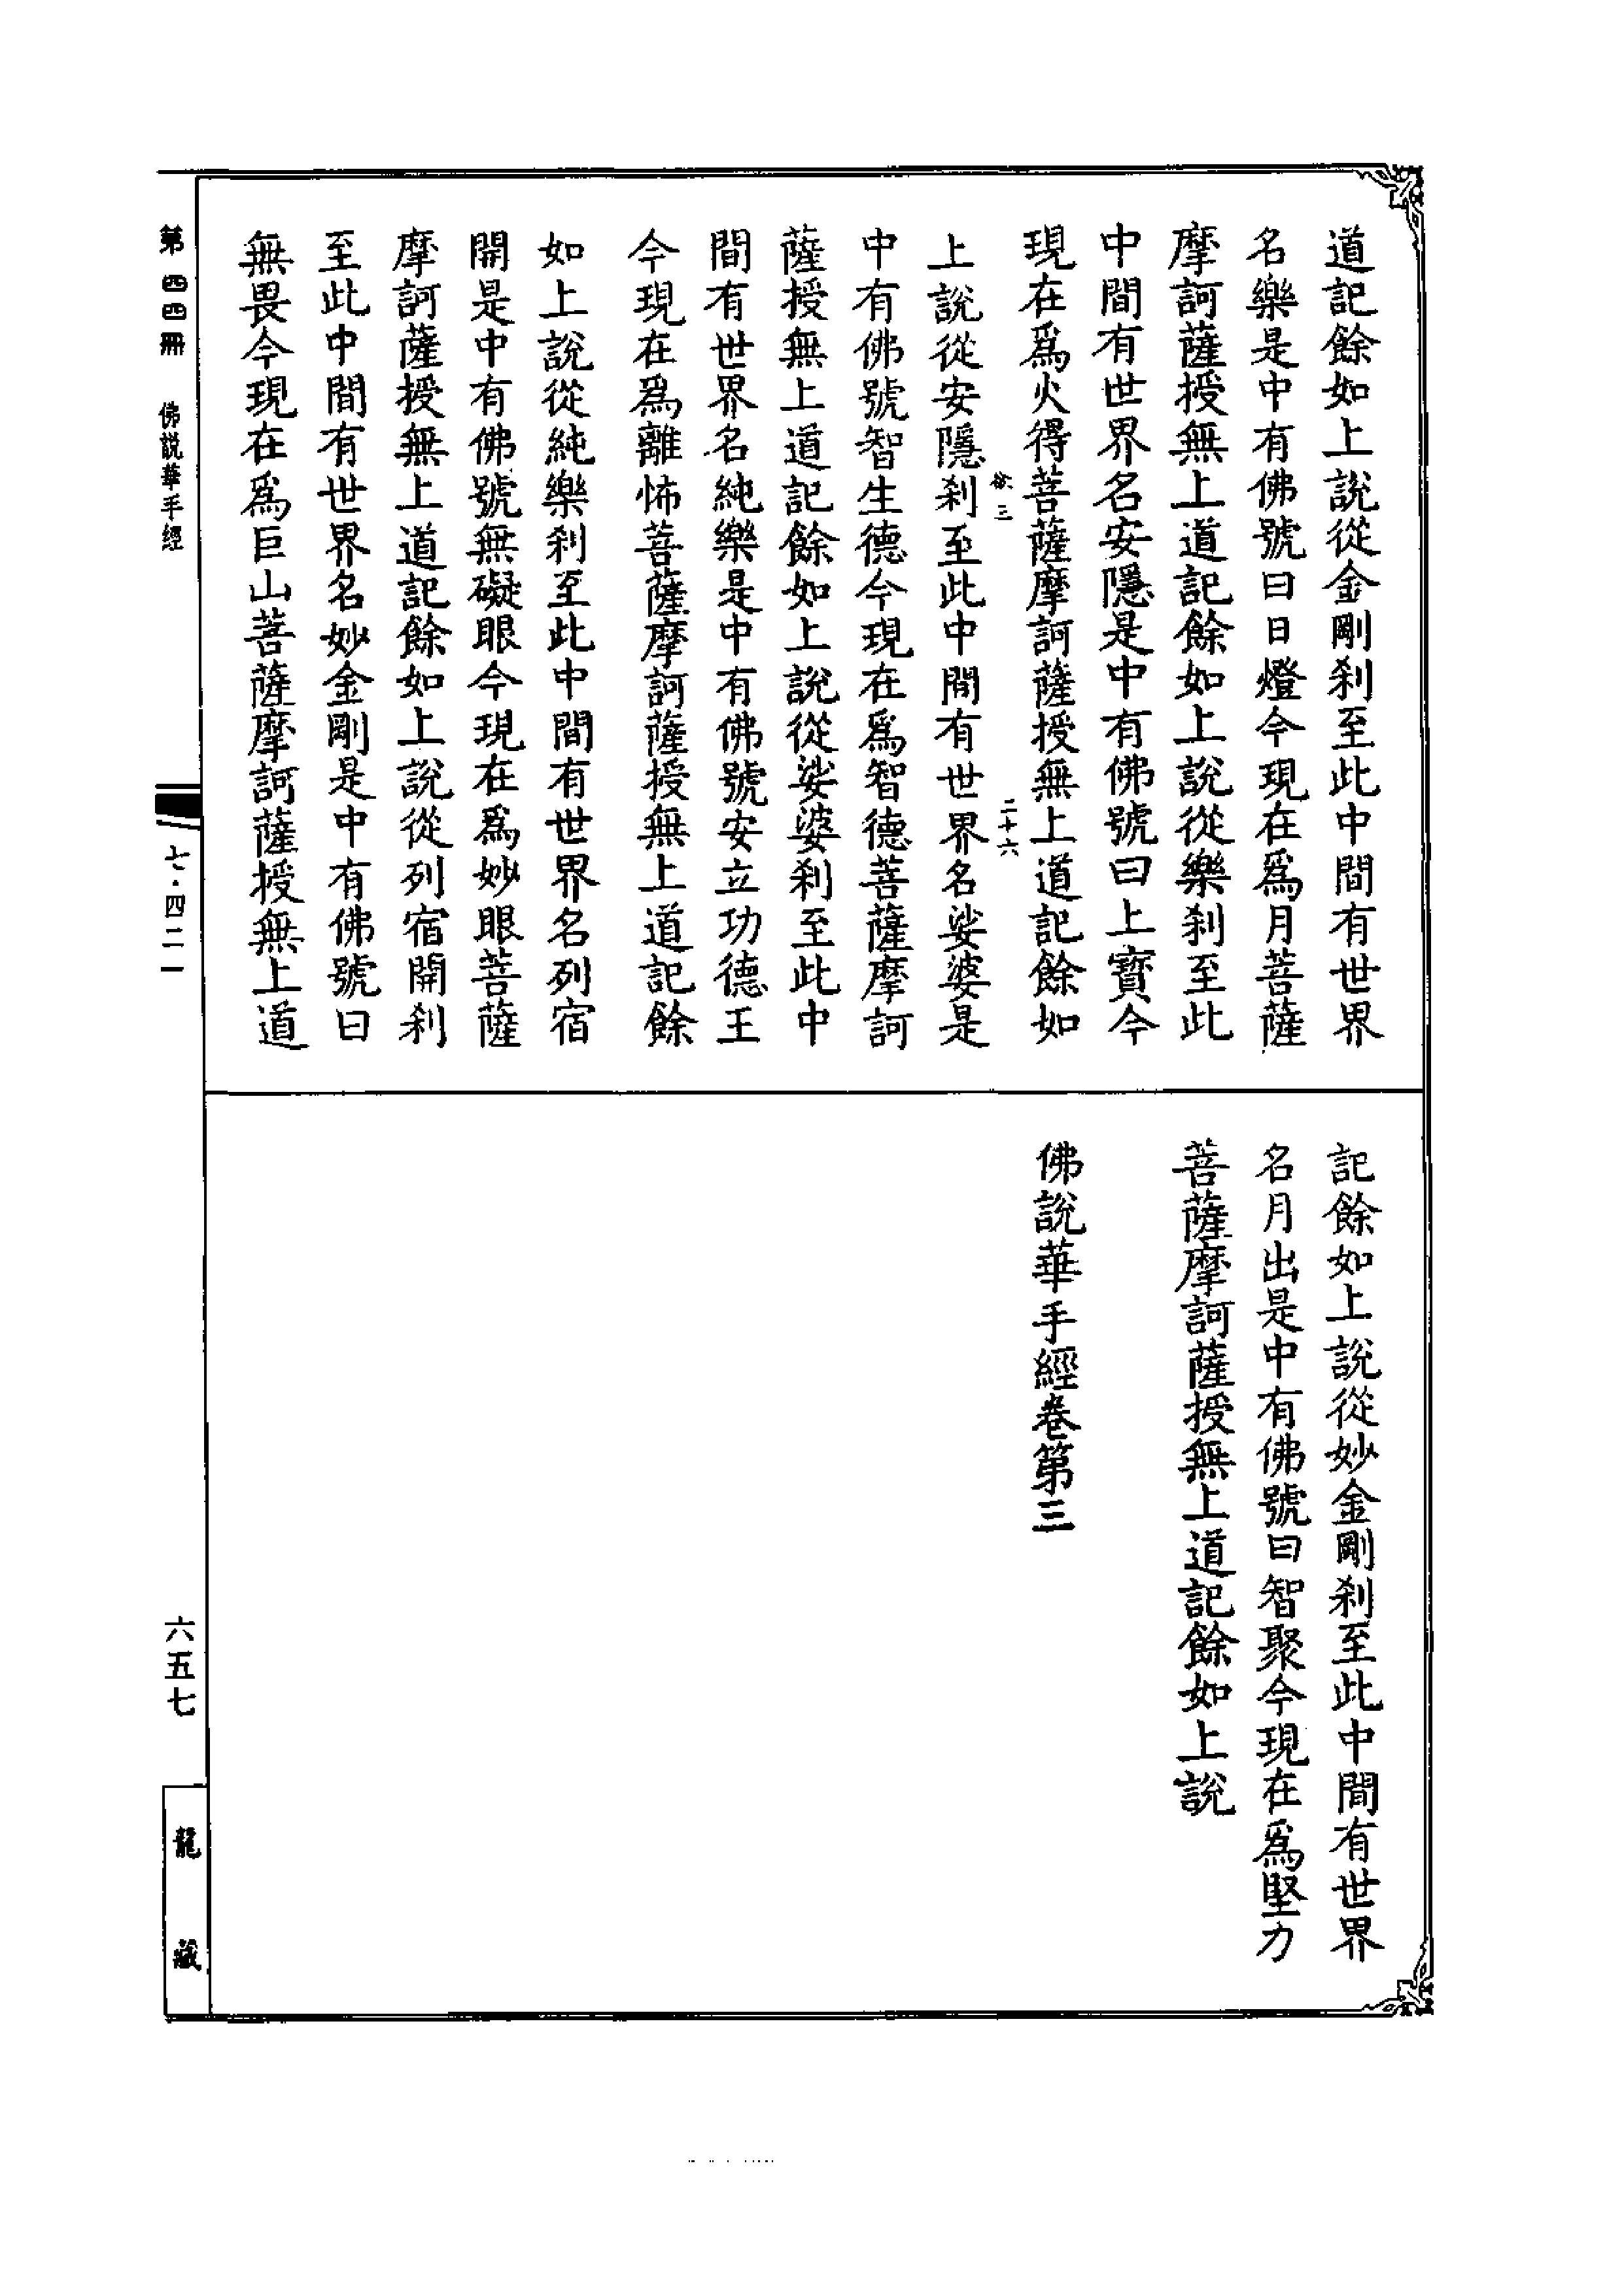 道記餘如上說從金剛刹至此中間有世界
名樂是中有佛號曰日燈今現在爲月菩薩
摩訶薩授無上道記餘如上說從樂刹至此
中間有世界名安隱是中有佛號曰上寶今
現在爲火得菩薩摩訶薩授無上道記餘如
三 二十六
上說從安隱刹至此中間有世界名娑婆是
中有佛號智生德今現在爲智德菩薩摩訶
薩授無上道記餘如上說從娑婆刹至此中
間有世界名純樂是中有佛號安立功德王
今現在爲離怖菩薩摩訶薩授無上道記餘
如上說從純樂刹至此中間有世界名列宿
開是中有佛號無礙眼今現在爲妙眼菩薩
摩訶薩授無上道記餘如上說從列宿開刹
至此中間有世界名妙金剛是中有佛號曰
無畏今現在爲巨山菩薩摩訶薩授無上道
記餘如上說從妙金剛刹至此中間有世界
名月出是中有佛號曰智聚今現在爲堅力
菩薩摩訶薩授無上道記餘如上說
佛說華手經卷第三
第四四冊 佛說華手經
七·四二一
六五七
龍藏